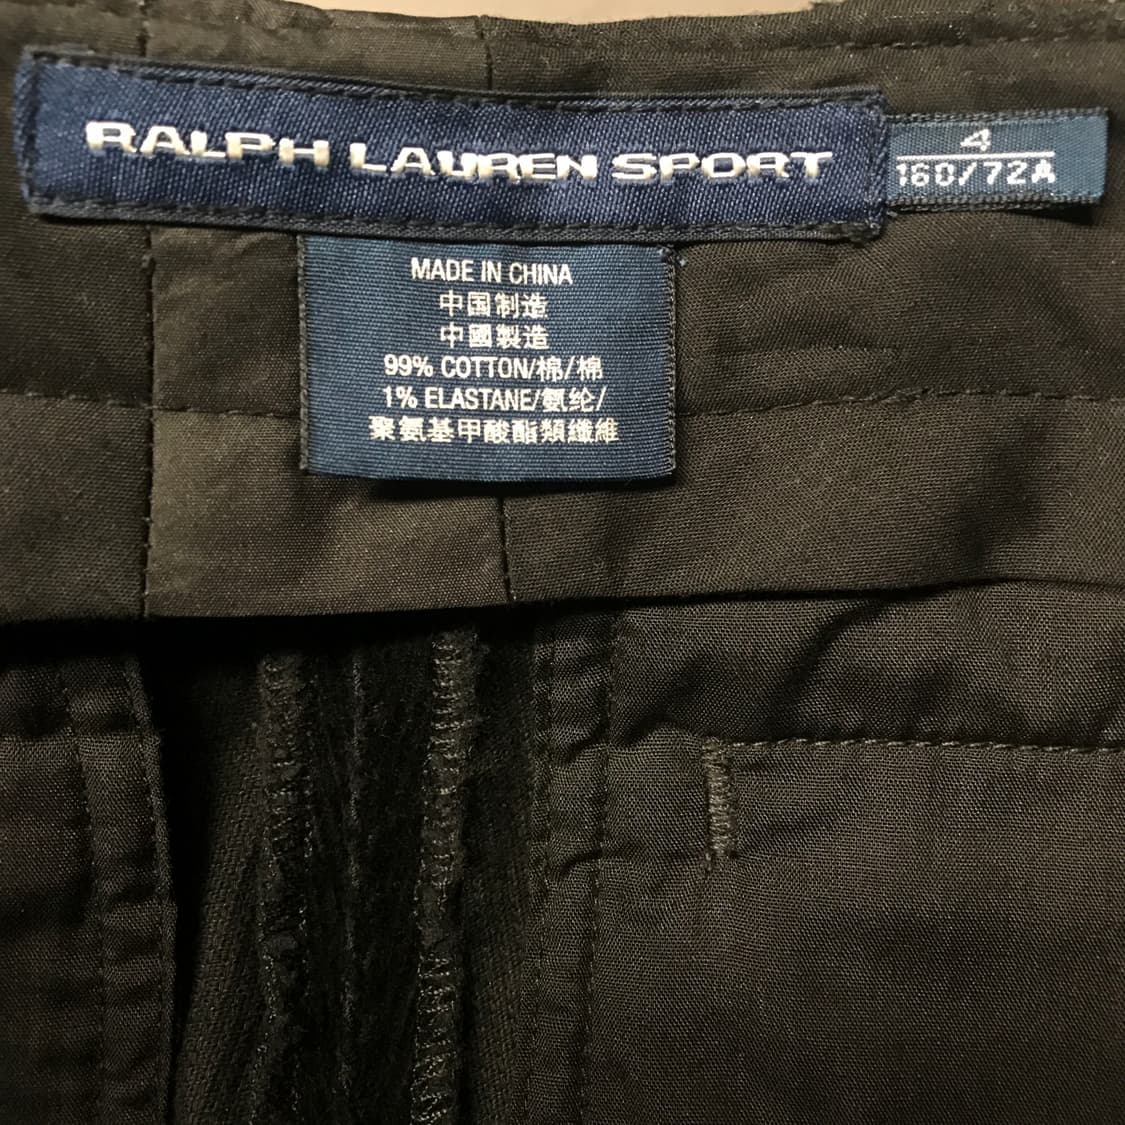 RALPH LAUREN SPORT
4
160/72A
MADE IN CHINA
中国制造
中國製造
99% COTTON/棉/棉
1% ELASTANE/氨纶/
聚氨基甲酸酯類纖維